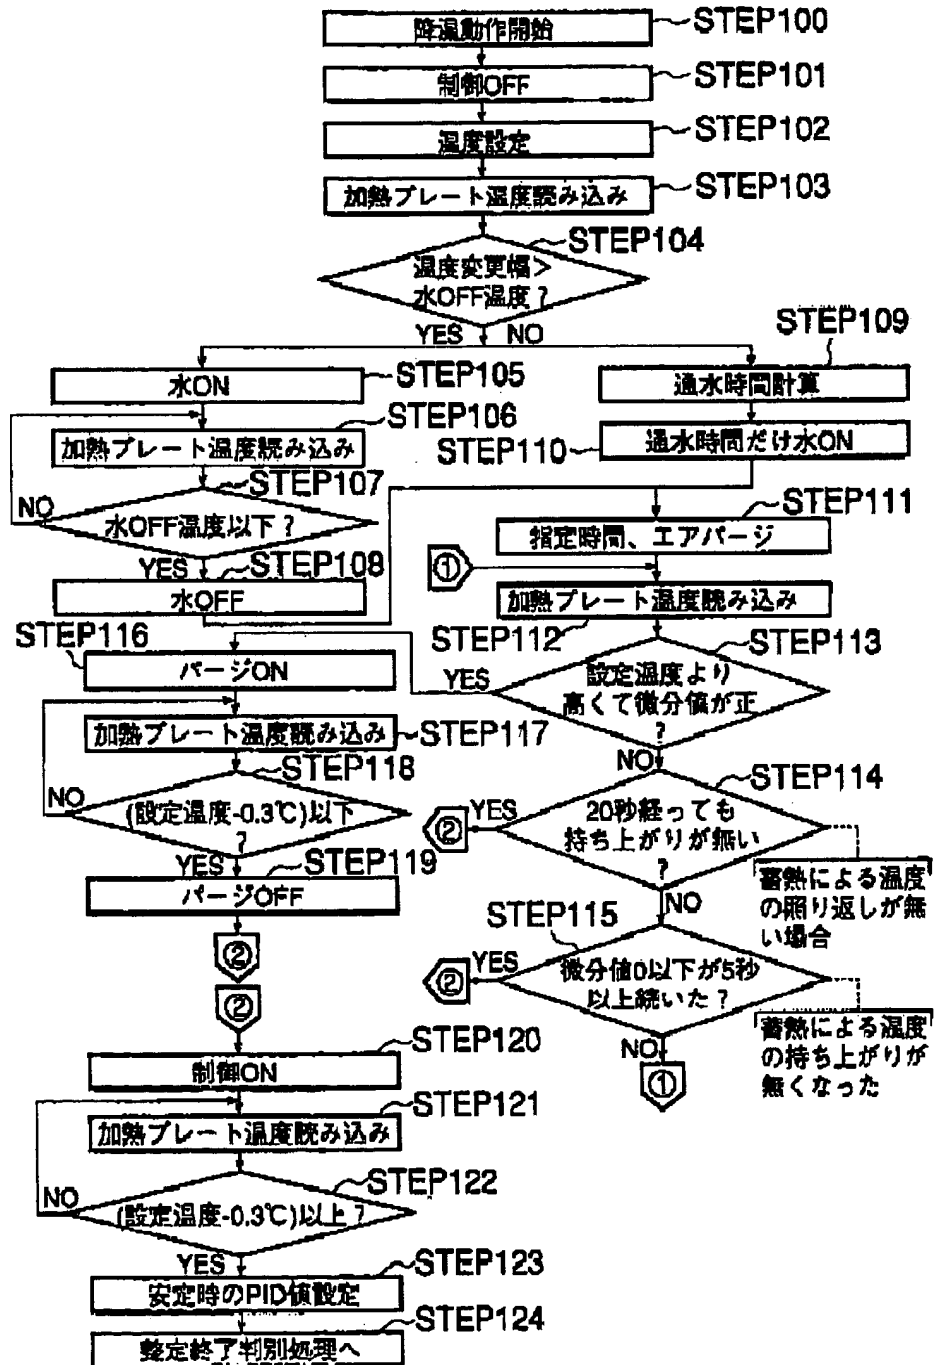 STEP100
降温動作開始
STEP101
制御OFF
STEP102
温度設定
STEP103
加熱プレート温度読み込み
STEP104
温度変更幅>
水OFF温度?
YES NO
STEP105
水ON
STEP106
加熱プレート温度読み込み
STEP107
NO
水OFF温度以下?
YES
STEP108
水OFF
STEP109
通水時間計算
STEP110
通水時間だけ水ON
STEP111
指定時間、エアパージ
①
STEP112
加熱プレート温度読み込み
STEP113
設定温度より
高くて微分値が正
?
YES
NO
STEP114
20秒経っても
持ち上がりが無い
?
YES
②
NO
蓄熱による温度
の照り返しが無
い場合
STEP115
微分値0以下が5秒
以上続いた?
YES
②
NO
①
蓄熱による温度
の持ち上がりが
無くなった
STEP116
パージON
STEP117
加熱プレート温度読み込み
STEP118
NO
(設定温度-0.3℃)以下
?
YES
STEP119
パージOFF
②
②
STEP120
制御ON
STEP121
加熱プレート温度読み込み
STEP122
NO
(設定温度-0.3℃)以上?
YES
STEP123
安定時のPID値設定
STEP124
整定終了判別処理へ